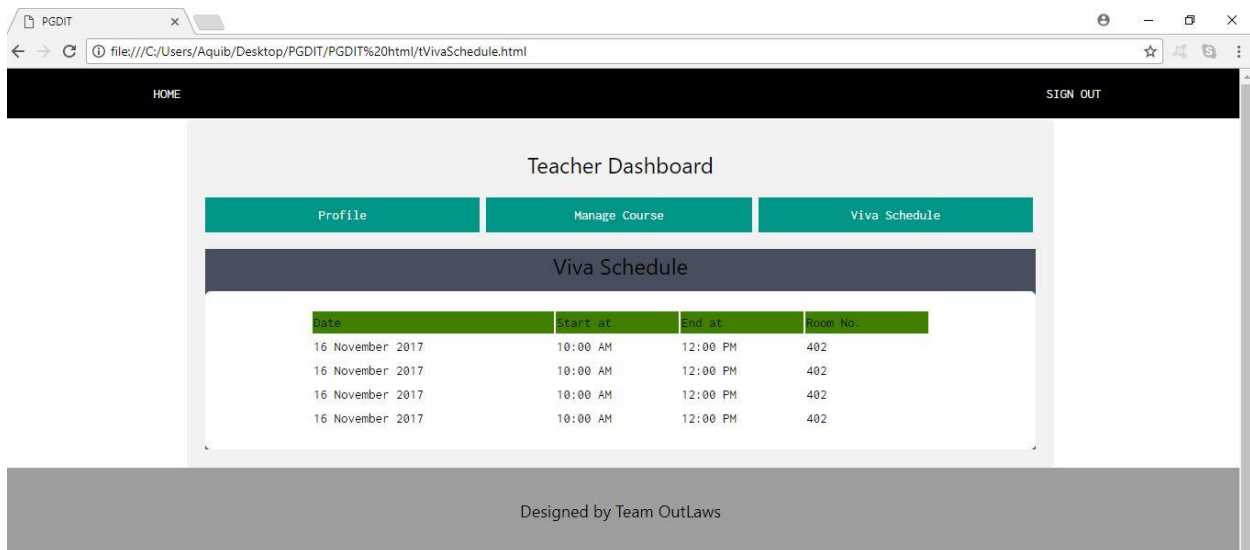 PGDIT
file:///C:/Users/Aquib/Desktop/PGDIT/PGDIT%20html/tVivaSchedule.html
HOME SIGN OUT
Teacher Dashboard
Profile Manage Course Viva Schedule
Viva Schedule
Date Start at End at Room No.
16 November 2017 10:00 AM 12:00 PM 402
16 November 2017 10:00 AM 12:00 PM 402
16 November 2017 10:00 AM 12:00 PM 402
16 November 2017 10:00 AM 12:00 PM 402
Designed by Team OutLaws